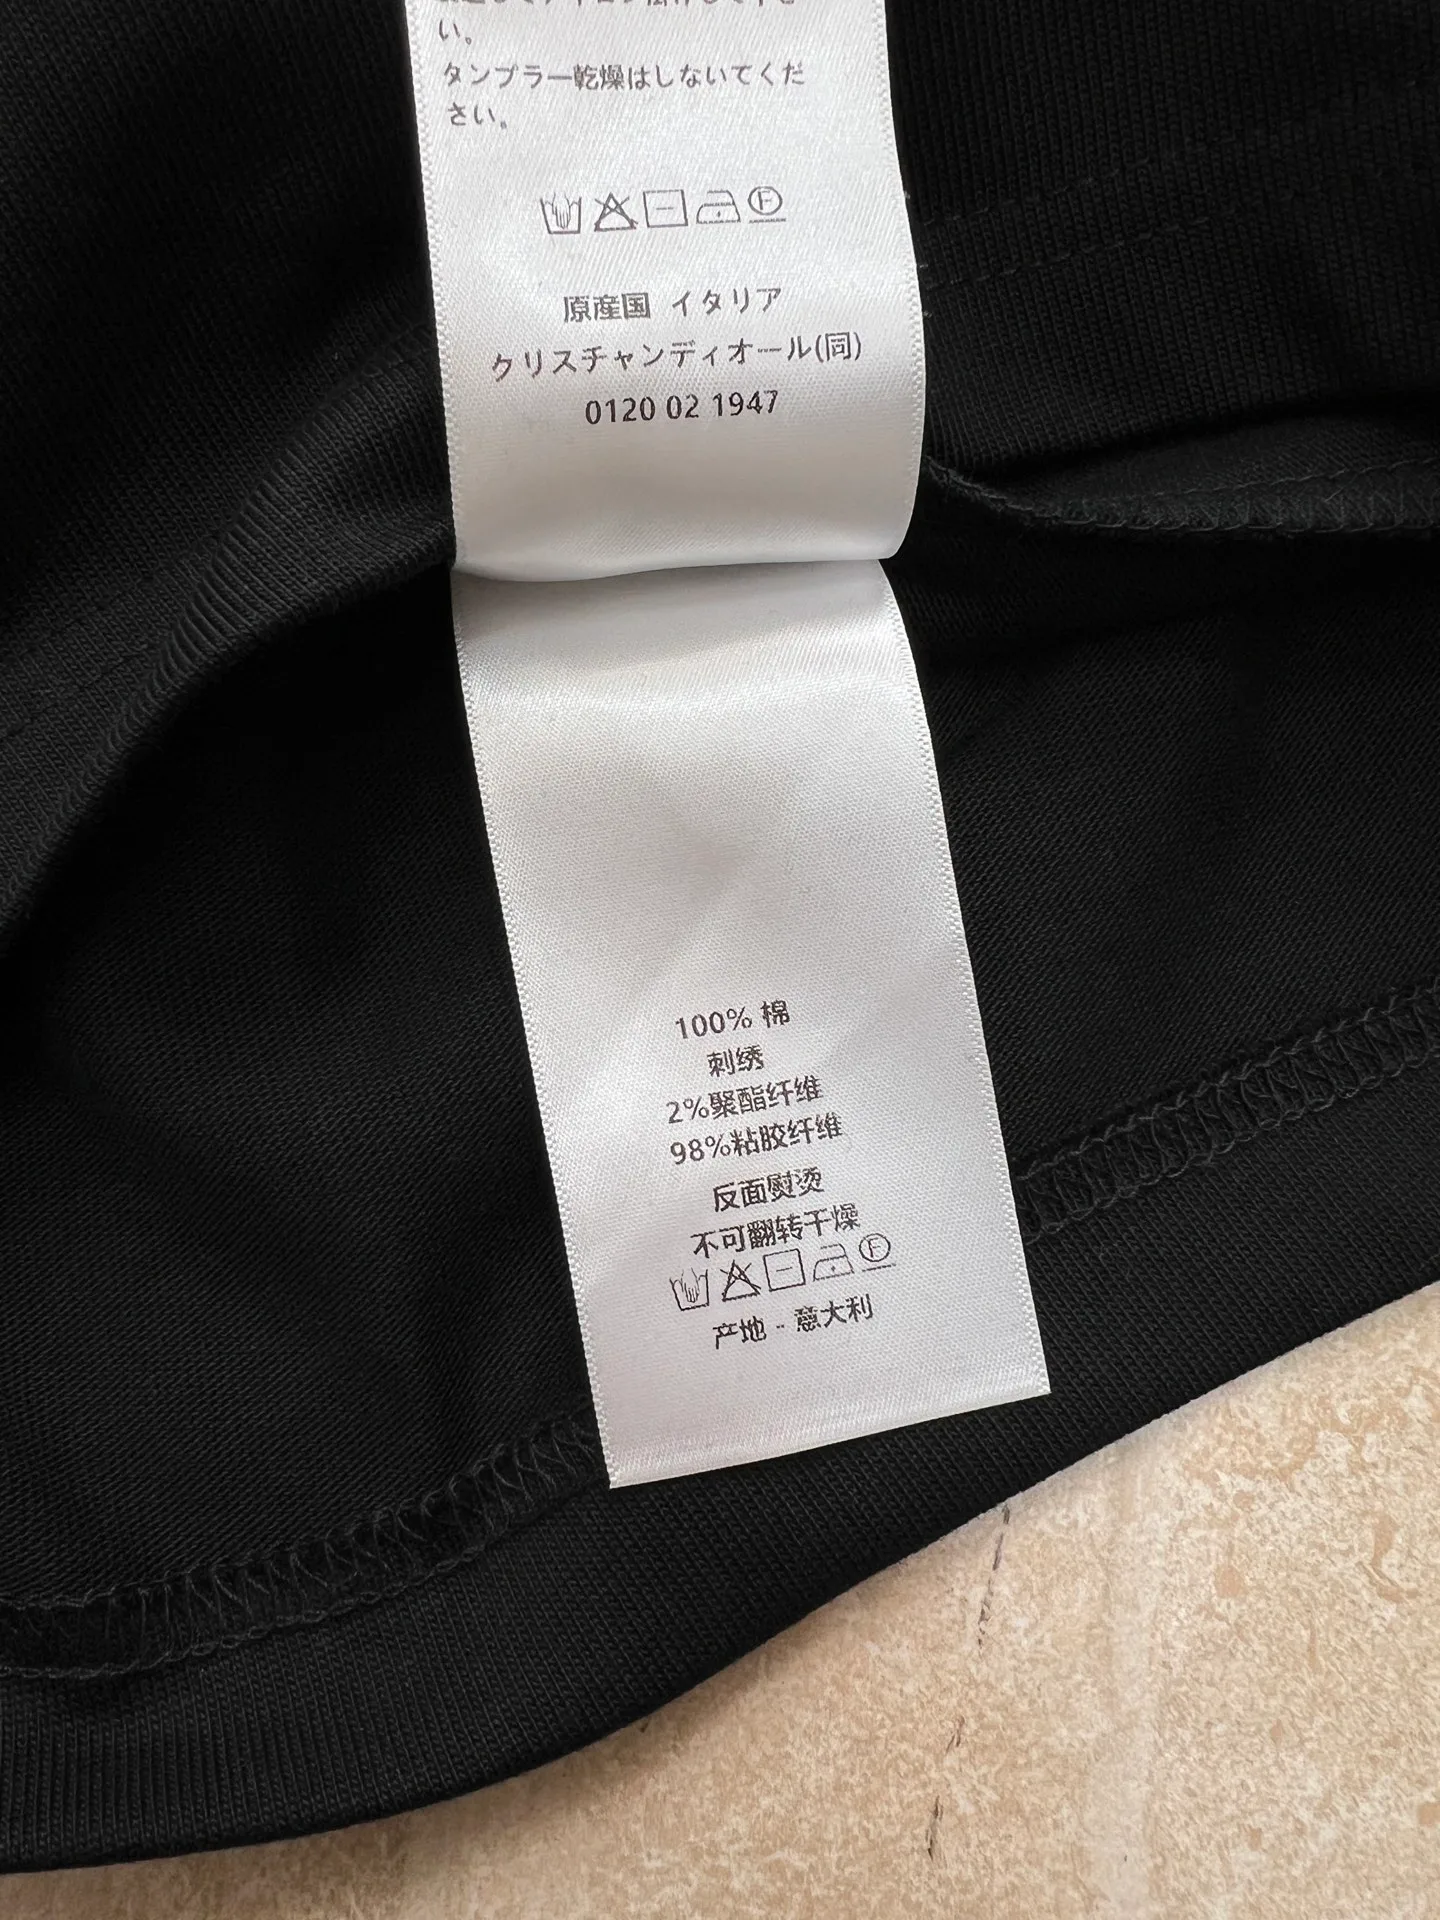 い。
タンプラー乾燥はしないてくだ
さい。
F
原産国 イタリア
クリスチャンディオール(同)
0120 02 1947
100% 棉
刺绣
2%聚酯纤维
98%粘胶纤维
反面熨烫
不可翻转干燥
F
产地 - 意大利